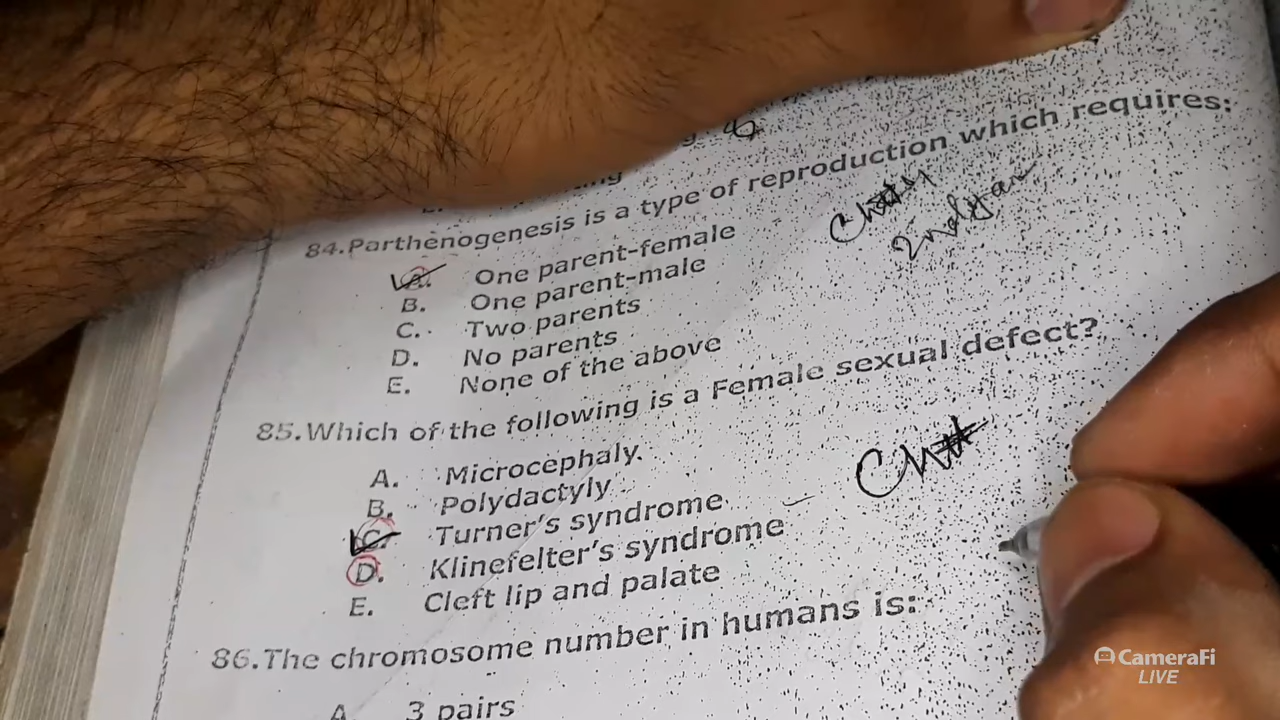 84.Parthenogenesis is a type of reproduction which requires:
A. One parent-female
B. One parent-male
C. Two parents
D. No parents
E. None of the above
2nd year
85.Which of the following is a Female sexual defect?
A. Microcephaly.
B. Polydactyly
C. Turner's syndrome
D. Klinefelter's syndrome
E. Cleft lip and palate
86.The chromosome number in humans is:
A 3 pairs
CameraFi
LIVE